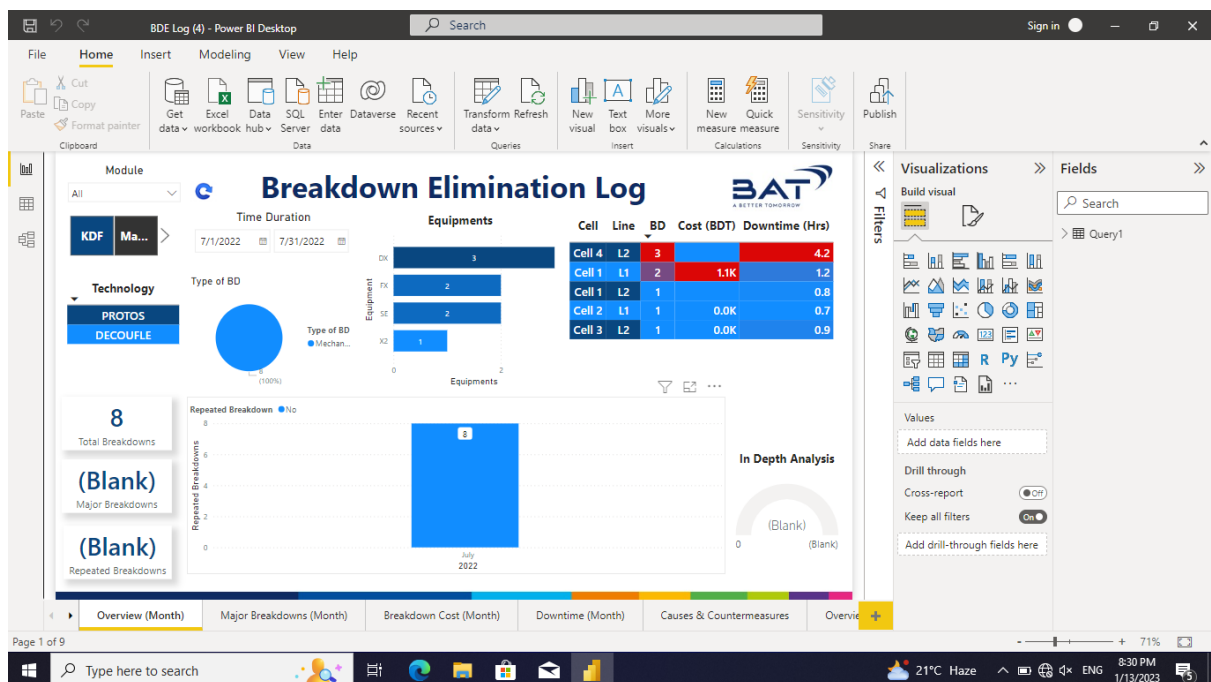 BDE Log (4) - Power BI Desktop
Search
Sign in
File Home Insert Modeling View Help
Paste
Cut
Copy
Format painter
Get data
Excel workbook
Data hub
SQL Server
Enter data
Dataverse
Recent sources
Transform data
Refresh
New visual
Text box
More visuals
New measure
Quick measure
Sensitivity
Publish
Clipboard
Data
Queries
Insert
Calculations
Sensitivity
Share
Module
All
KDF
Ma...
Breakdown Elimination Log
BAT
A BETTER TOMORROW
Time Duration
7/1/2022
7/31/2022
Technology
PROTOS
DECOUFLE
Type of BD
8
(100%)
Type of BD
Mechan...
Equipments
Equipment
DX 3
FX 2
SE 2
X2 1
0 2
Equipments
Cell Line BD Cost (BDT) Downtime (Hrs)
Cell 4 L2 3 4.2
Cell 1 L1 2 1.1K 1.2
Cell 1 L2 1 0.8
Cell 2 L1 1 0.0K 0.7
Cell 3 L2 1 0.0K 0.9
8
Total Breakdowns
(Blank)
Major Breakdowns
(Blank)
Repeated Breakdowns
Repeated Breakdown No
Repeated Breakdowns
8
6
4
2
0
8
July
2022
In Depth Analysis
(Blank)
0
(Blank)
Filters
Visualizations
Build visual
123
R
Py
Values
Add data fields here
Drill through
Cross-report
Off
Keep all filters
On
Add drill-through fields here
Fields
Search
Query1
Overview (Month)
Major Breakdowns (Month)
Breakdown Cost (Month)
Downtime (Month)
Causes & Countermeasures
Overvie
Page 1 of 9
71%
Type here to search
21°C Haze
ENG
8:30 PM
1/13/2023
5